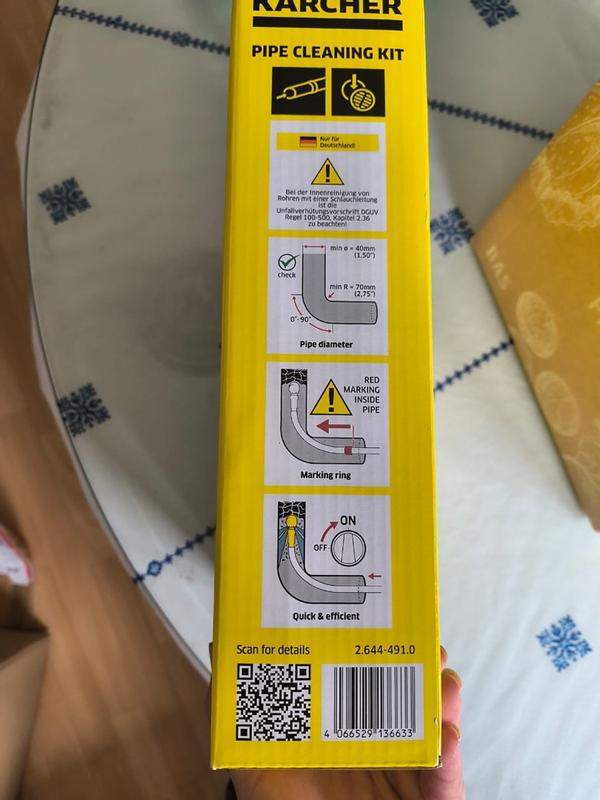 KÄRCHER
PIPE CLEANING KIT
Nur für
Deutschland!
Bei der Innenreinigung von
Rohren mit einer Schlauchleitung
ist die
Unfallverhütungsvorschrift DGUV
Regel 100-500, Kapitel 2.36
zu beachten!
min ø = 40mm
(1,50")
check
min R = 70mm
(2,75")
0°- 90°
Pipe diameter
RED
MARKING
INSIDE
PIPE
Marking ring
ON
OFF
Quick & efficient
Scan for details
2.644-491.0
4 066529 136633
DAS